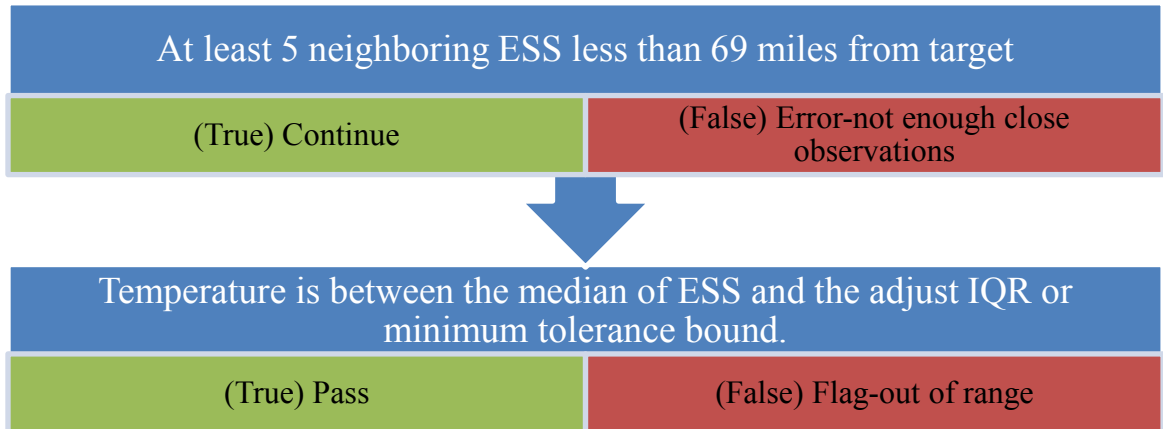 At least 5 neighboring ESS less than 69 miles from target
(True) Continue
(False) Error-not enough close
observations
Temperature is between the median of ESS and the adjust IQR or
minimum tolerance bound.
(True) Pass
(False) Flag-out of range